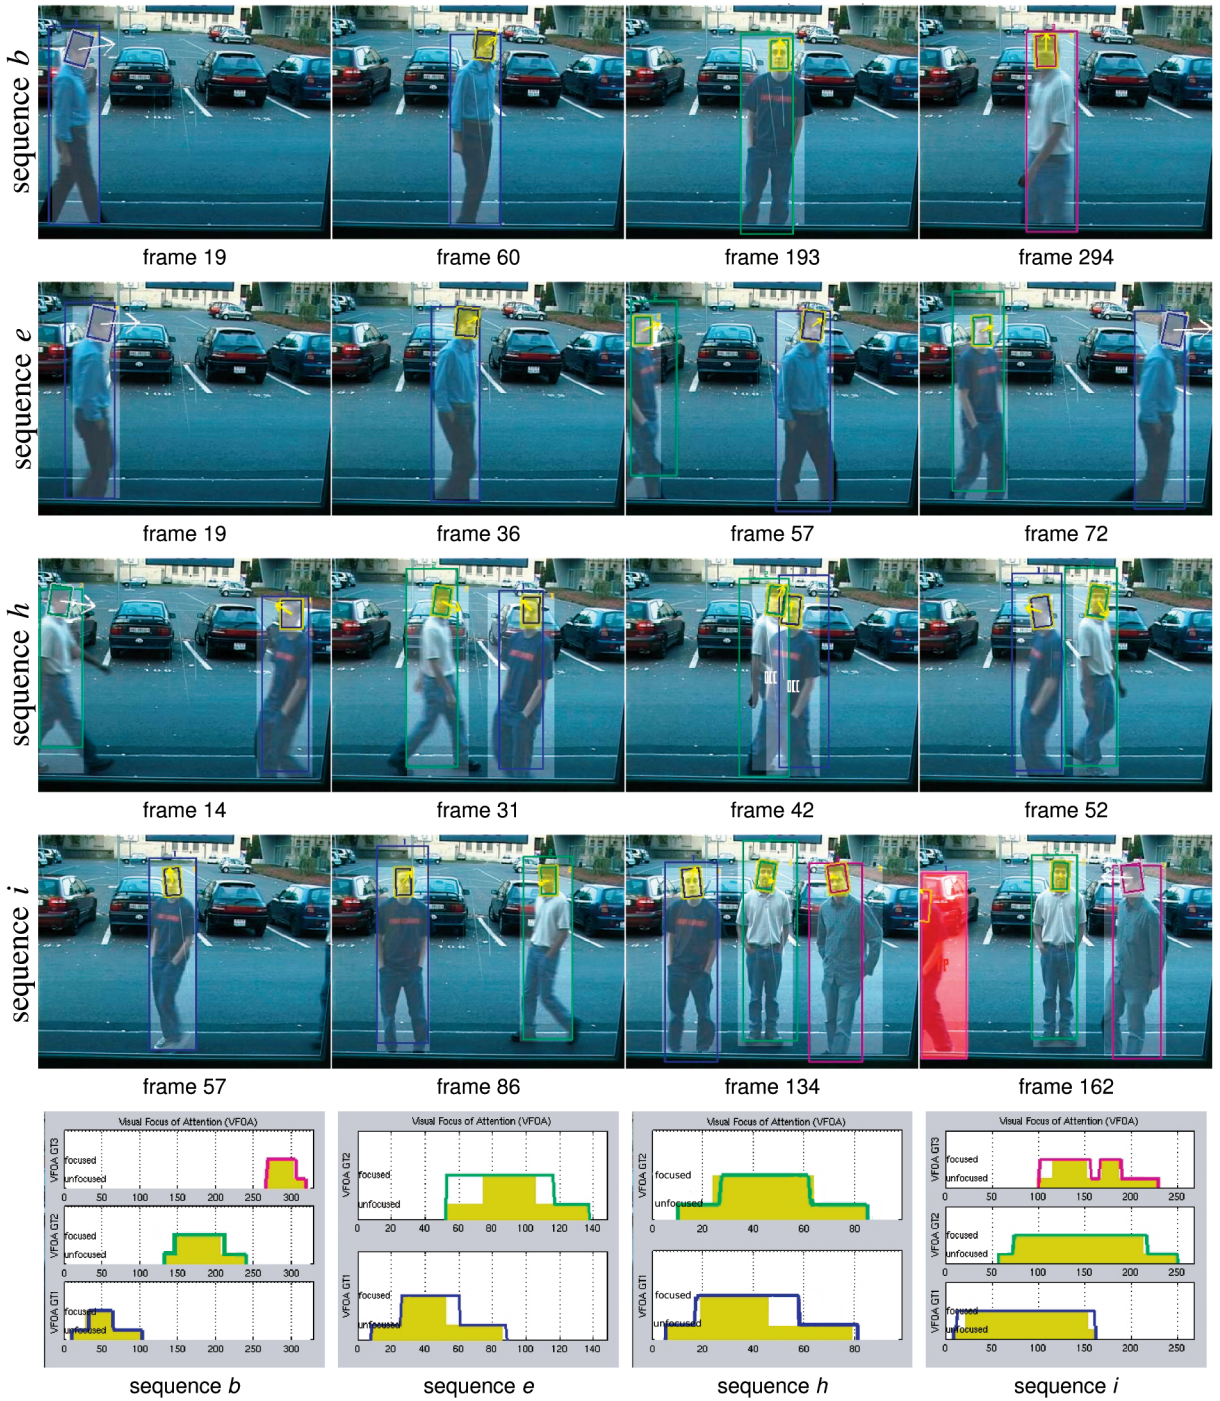 sequence b
frame 19
frame 60
frame 193
frame 294
sequence e
frame 19
frame 36
frame 57
frame 72
sequence h
frame 14
frame 31
frame 42
frame 52
sequence i
frame 57
frame 86
frame 134
frame 162
Visual Focus of Attention (VFOA)
VFOA GT3
focused
unfocused
0 50 100 150 200 250 300
VFOA GT2
focused
unfocused
0 50 100 150 200 250 300
VFOA GT1
focused
unfocused
0 50 100 150 200 250 300
sequence b
Visual Focus of Attention (VFOA)
VFOA GT2
focused
unfocused
0 20 40 60 80 100 120 140
VFOA GT1
focused
unfocused
0 20 40 60 80 100 120 140
sequence e
Visual Focus of Attention (VFOA)
VFOA GT2
focused
unfocused
0 20 40 60 80
VFOA GT1
focused
unfocused
0 20 40 60 80
sequence h
Visual Focus of Attention (VFOA)
VFOA GT3
focused
unfocused
0 50 100 150 200 250
VFOA GT2
focused
unfocused
0 50 100 150 200 250
VFOA GT1
focused
unfocused
0 50 100 150 200 250
sequence i